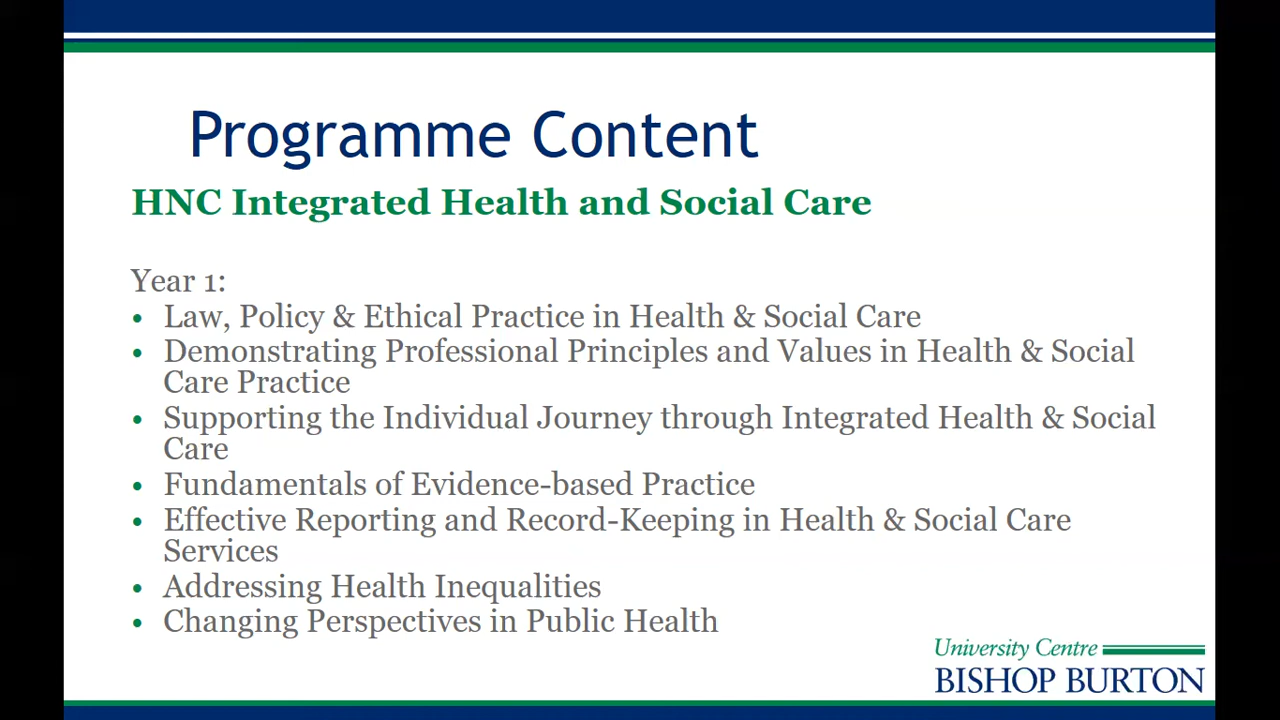 Programme Content
HNC Integrated Health and Social Care
Year 1:
• Law, Policy & Ethical Practice in Health & Social Care
• Demonstrating Professional Principles and Values in Health & Social
Care Practice
• Supporting the Individual Journey through Integrated Health & Social
Care
• Fundamentals of Evidence-based Practice
• Effective Reporting and Record-Keeping in Health & Social Care
Services
• Addressing Health Inequalities
• Changing Perspectives in Public Health
University Centre
BISHOP BURTON